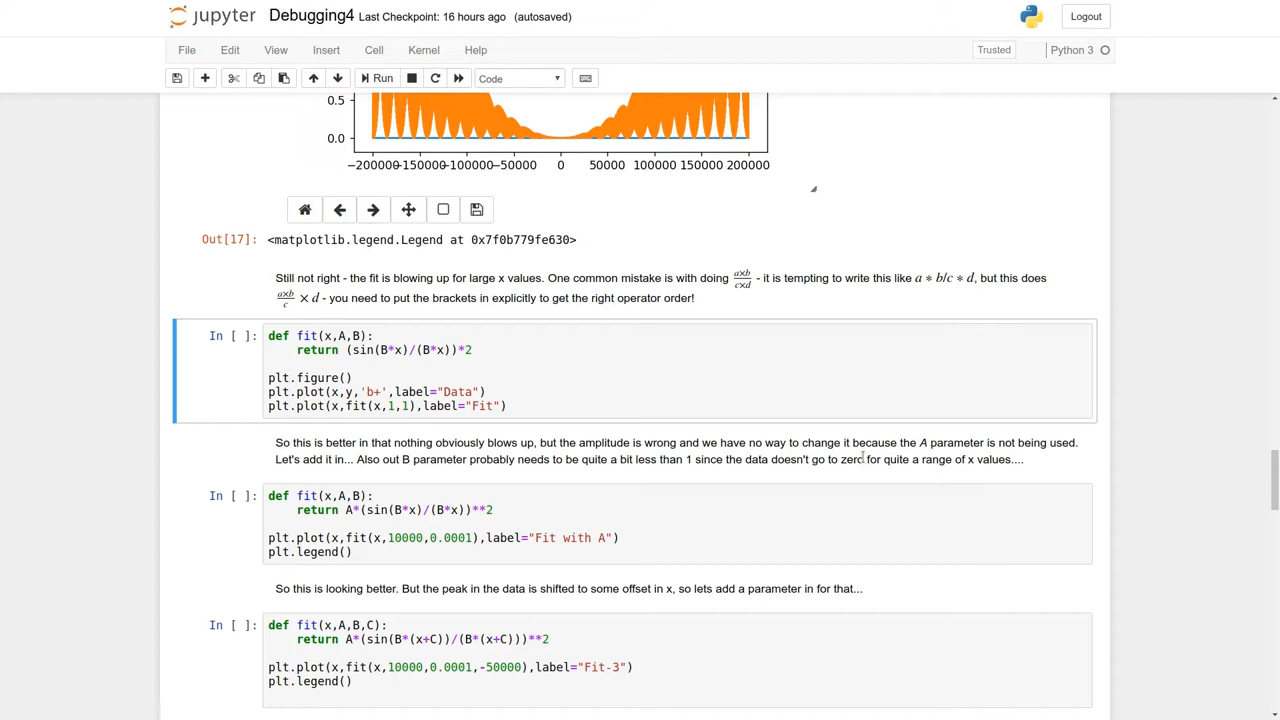 jupyter Debugging4 Last Checkpoint: 16 hours ago (autosaved) Logout
File Edit View Insert Cell Kernel Help Trusted Python 3
Run Code
0.5
0.0
−200000 −150000 −100000 −50000 0 50000 100000 150000 200000
Out[17]: <matplotlib.legend.Legend at 0x7f0b779fe630>
Still not right - the fit is blowing up for large x values. One common mistake is with doing a×b/c×d - it is tempting to write this like a ∗ b/c ∗ d, but this does
a×b/c × d - you need to put the brackets in explicitly to get the right operator order!
In [ ]: def fit(x,A,B):
return (sin(B*x)/(B*x))*2
plt.figure()
plt.plot(x,y,'b+',label="Data")
plt.plot(x,fit(x,1,1),label="Fit")
So this is better in that nothing obviously blows up, but the amplitude is wrong and we have no way to change it because the A parameter is not being used.
Let's add it in... Also out B parameter probably needs to be quite a bit less than 1 since the data doesn't go to zero for quite a range of x values....
In [ ]: def fit(x,A,B):
return A*(sin(B*x)/(B*x))**2
plt.plot(x,fit(x,10000,0.0001),label="Fit with A")
plt.legend()
So this is looking better. But the peak in the data is shifted to some offset in x, so lets add a parameter in for that...
In [ ]: def fit(x,A,B,C):
return A*(sin(B*(x+C))/(B*(x+C)))**2
plt.plot(x,fit(x,10000,0.0001,-50000),label="Fit-3")
plt.legend()